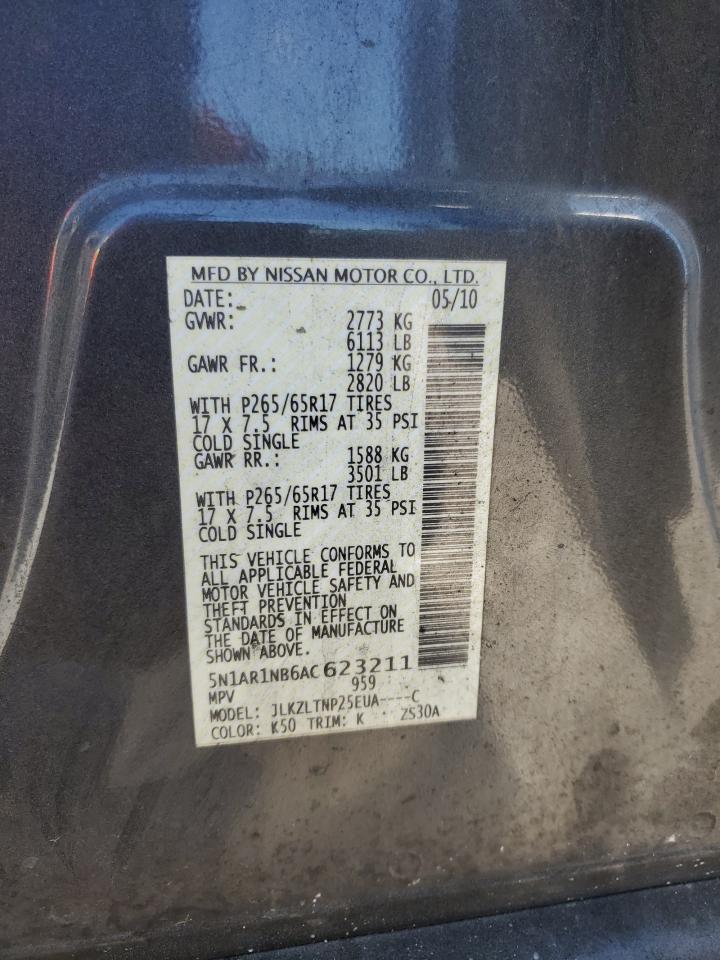 MFD BY NISSAN MOTOR CO., LTD.
DATE: 05/10
GVWR: 2773 KG
6113 LB
GAWR FR.: 1279 KG
2820 LB
WITH P265/65R17 TIRES
17 X 7.5 RIMS AT 35 PSI
COLD SINGLE
GAWR RR.: 1588 KG
3501 LB
WITH P265/65R17 TIRES
17 X 7.5 RIMS AT 35 PSI
COLD SINGLE
THIS VEHICLE CONFORMS TO
ALL APPLICABLE FEDERAL
MOTOR VEHICLE SAFETY AND
THEFT PREVENTION
STANDARDS IN EFFECT ON
THE DATE OF MANUFACTURE
SHOWN ABOVE.
5N1AR1NB6AC623211
MPV 959
MODEL: JLKZLTNP25EUA----C
COLOR: K50 TRIM: K ZS30A